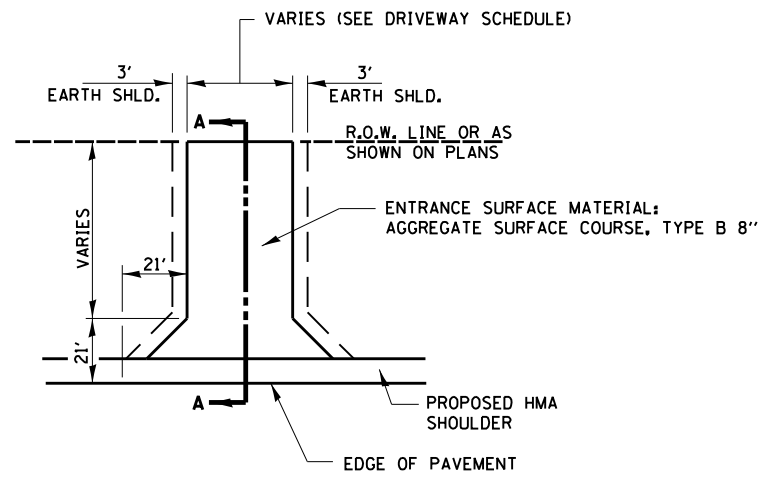 VARIES (SEE DRIVEWAY SCHEDULE)
3'
EARTH SHLD.
3'
EARTH SHLD.
A
R.O.W. LINE OR AS
SHOWN ON PLANS
ENTRANCE SURFACE MATERIAL:
AGGREGATE SURFACE COURSE, TYPE B 8"
VARIES
21'
21'
A
PROPOSED HMA
SHOULDER
EDGE OF PAVEMENT